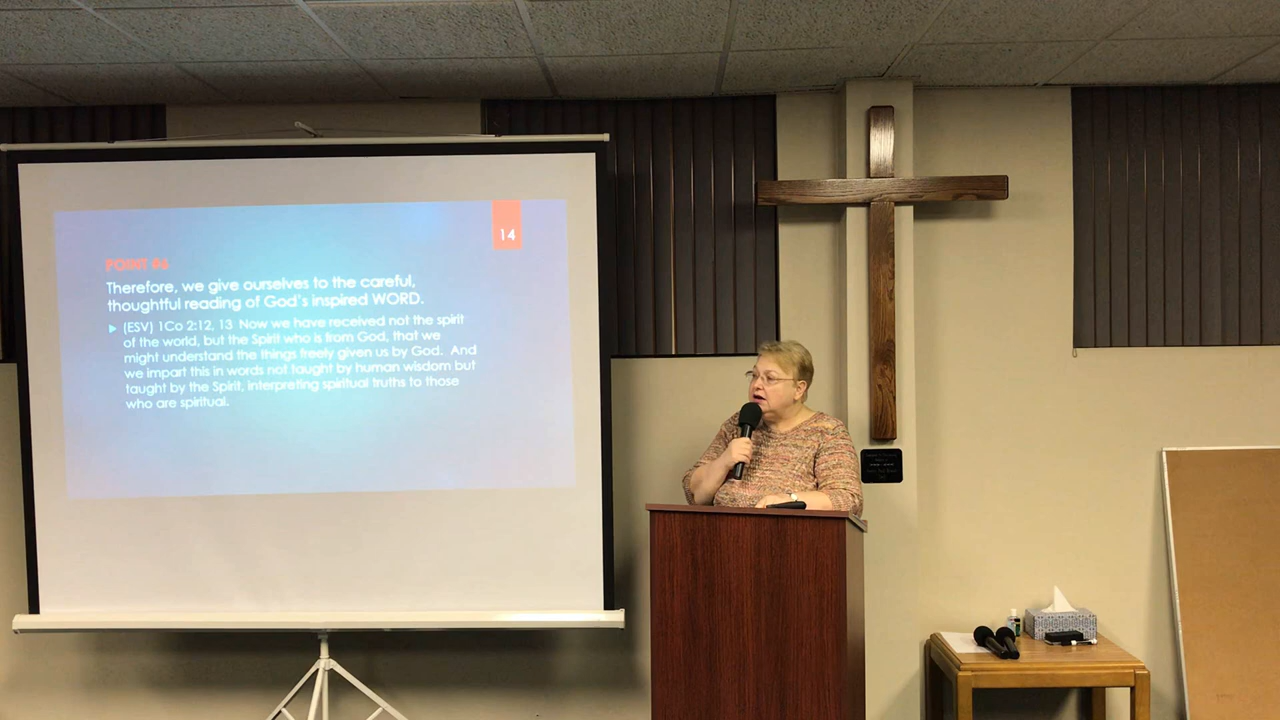 14
POINT #6
Therefore, we give ourselves to the careful,
thoughtful reading of God's inspired WORD.
(ESV) 1Co 2:12, 13 Now we have received not the spirit
of the world, but the Spirit who is from God, that we
might understand the things freely given us by God. And
we impart this in words not taught by human wisdom but
taught by the Spirit, interpreting spiritual truths to those
who are spiritual.